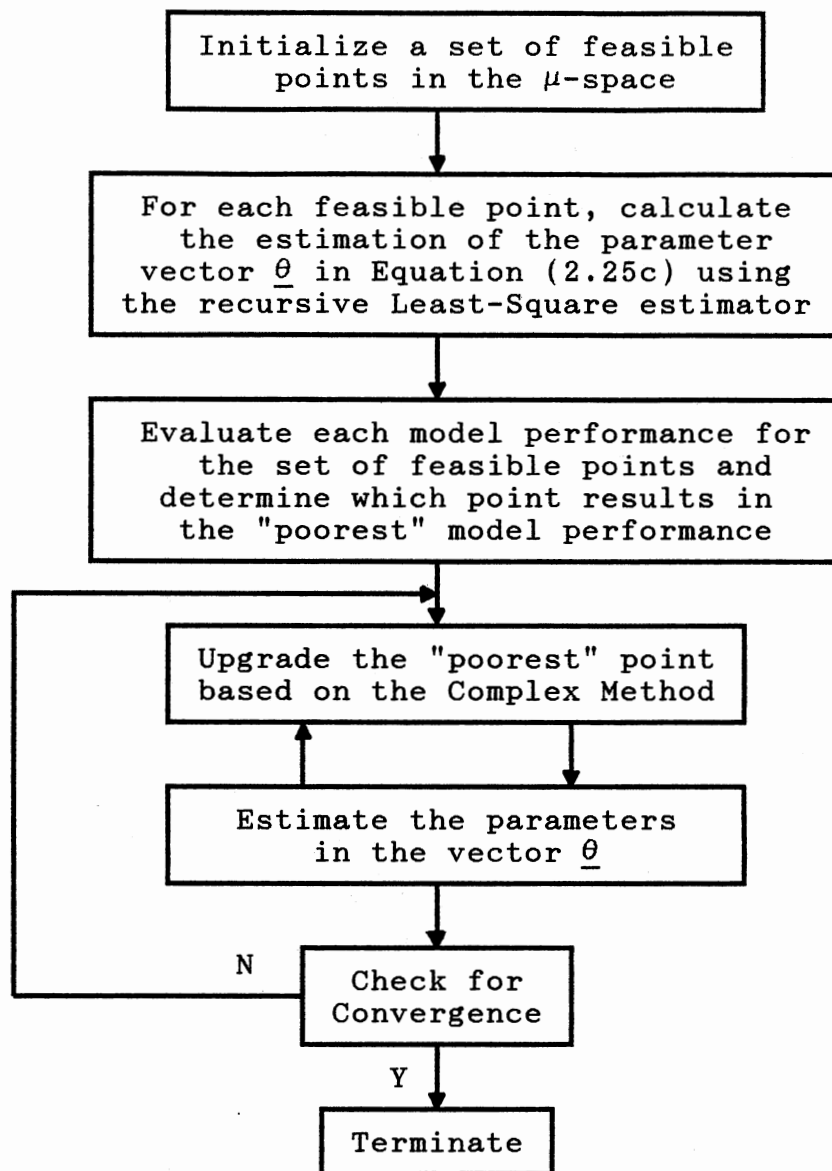 Initialize a set of feasible
points in the μ-space
For each feasible point, calculate
the estimation of the parameter
vector θ in Equation (2.25c) using
the recursive Least-Square estimator
Evaluate each model performance for
the set of feasible points and
determine which point results in
the "poorest" model performance
Upgrade the "poorest" point
based on the Complex Method
Estimate the parameters
in the vector θ
N
Check for
Convergence
Y
Terminate